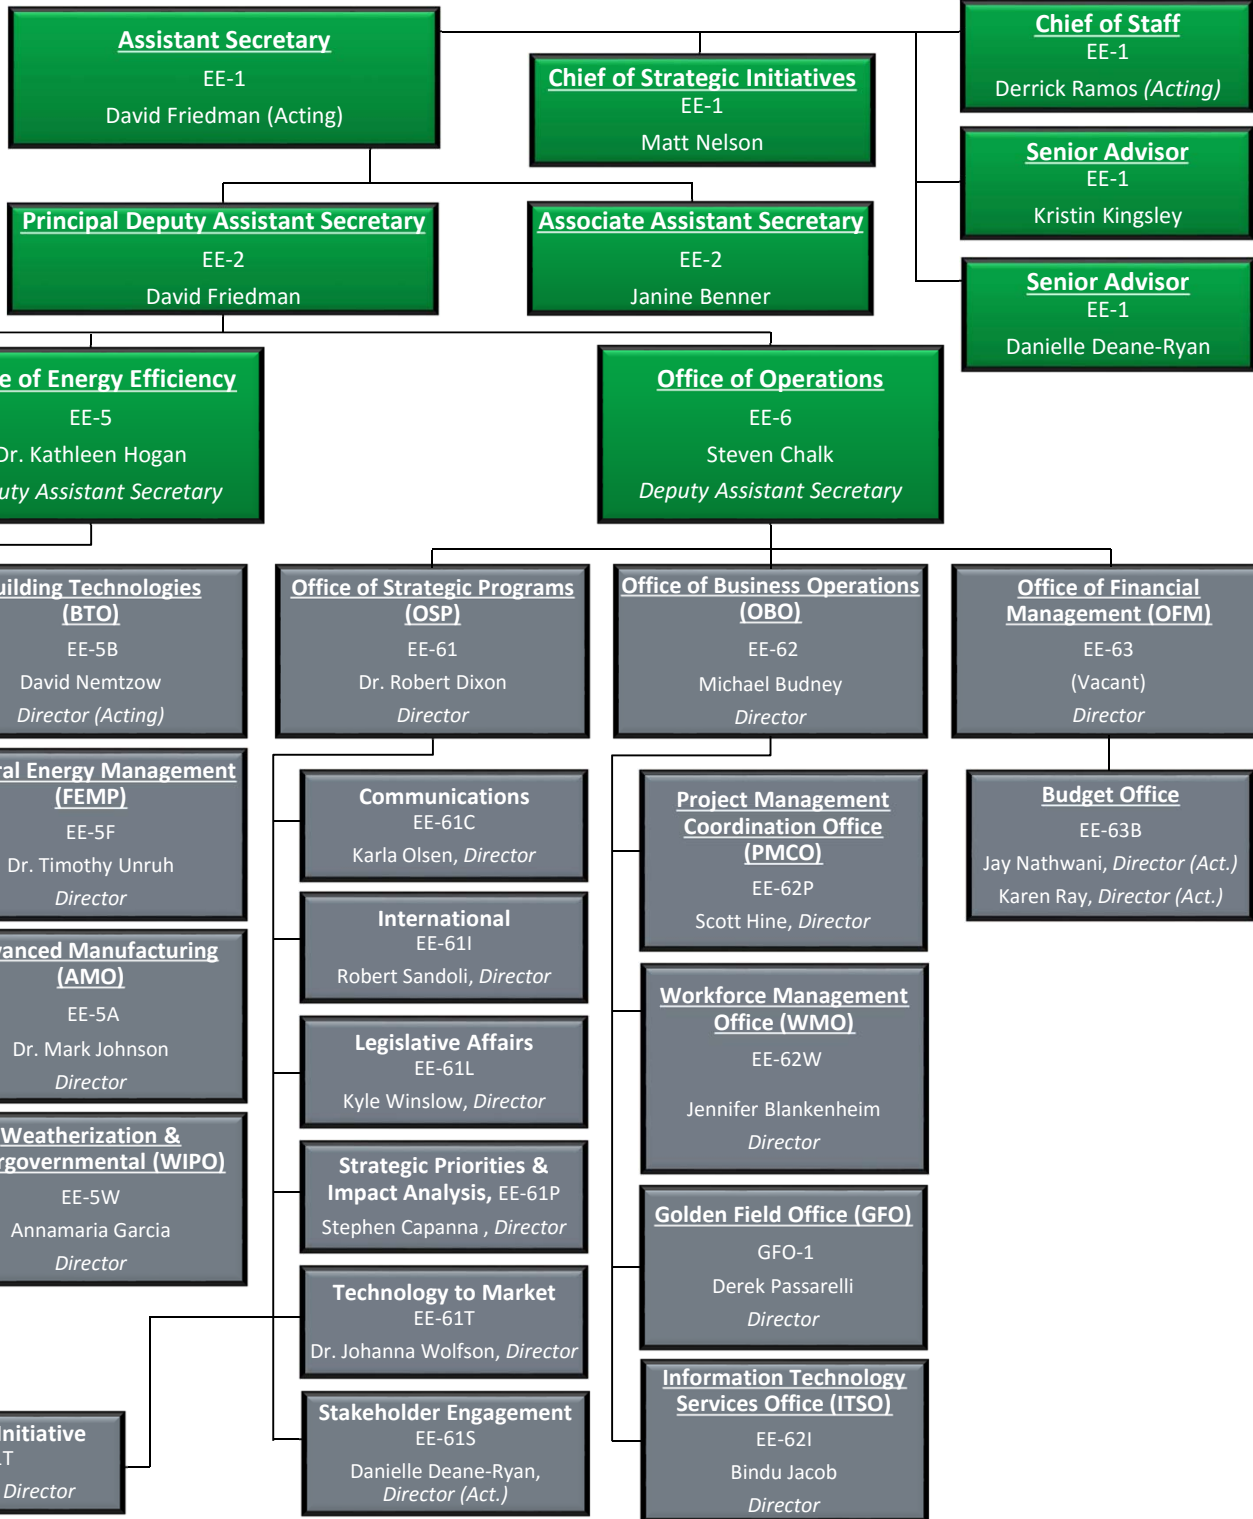 Assistant Secretary
EE-1
David Friedman (Acting)
Chief of Strategic Initiatives
EE-1
Matt Nelson
Chief of Staff
EE-1
Derrick Ramos (Acting)
Senior Advisor
EE-1
Kristin Kingsley
Senior Advisor
EE-1
Danielle Deane-Ryan
Principal Deputy Assistant Secretary
EE-2
David Friedman
Associate Assistant Secretary
EE-2
Janine Benner
of Energy Efficiency
EE-5
Dr. Kathleen Hogan
Assistant Secretary
Office of Operations
EE-6
Steven Chalk
Deputy Assistant Secretary
Technologies
(BTO)
EE-5B
David Nemtzow
Director (Acting)
Energy Management
(FEMP)
EE-5F
Dr. Timothy Unruh
Director
Manufacturing
(AMO)
EE-5A
Dr. Mark Johnson
Director
Weatherization &
(WIPO)
EE-5W
Annamaria Garcia
Director
Initiative
Director
Office of Strategic Programs
(OSP)
EE-61
Dr. Robert Dixon
Director
Communications
EE-61C
Karla Olsen, Director
International
EE-61I
Robert Sandoli, Director
Legislative Affairs
EE-61L
Kyle Winslow, Director
Strategic Priorities &
Impact Analysis, EE-61P
Stephen Capanna , Director
Technology to Market
EE-61T
Dr. Johanna Wolfson, Director
Stakeholder Engagement
EE-61S
Danielle Deane-Ryan,
Director (Act.)
Office of Business Operations
(OBO)
EE-62
Michael Budney
Director
Project Management
Coordination Office
(PMCO)
EE-62P
Scott Hine, Director
Workforce Management
Office (WMO)
EE-62W
Jennifer Blankenheim
Director
Golden Field Office (GFO)
GFO-1
Derek Passarelli
Director
Information Technology
Services Office (ITSO)
EE-62I
Bindu Jacob
Director
Office of Financial
Management (OFM)
EE-63
(Vacant)
Director
Budget Office
EE-63B
Jay Nathwani, Director (Act.)
Karen Ray, Director (Act.)